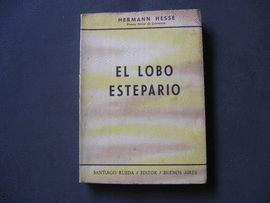 HERMANN HESSE
Premio Nobel de Literatura
EL LOBO
ESTEPARIO
SANTIAGO RUEDA / EDITOR / BUENOS AIRES